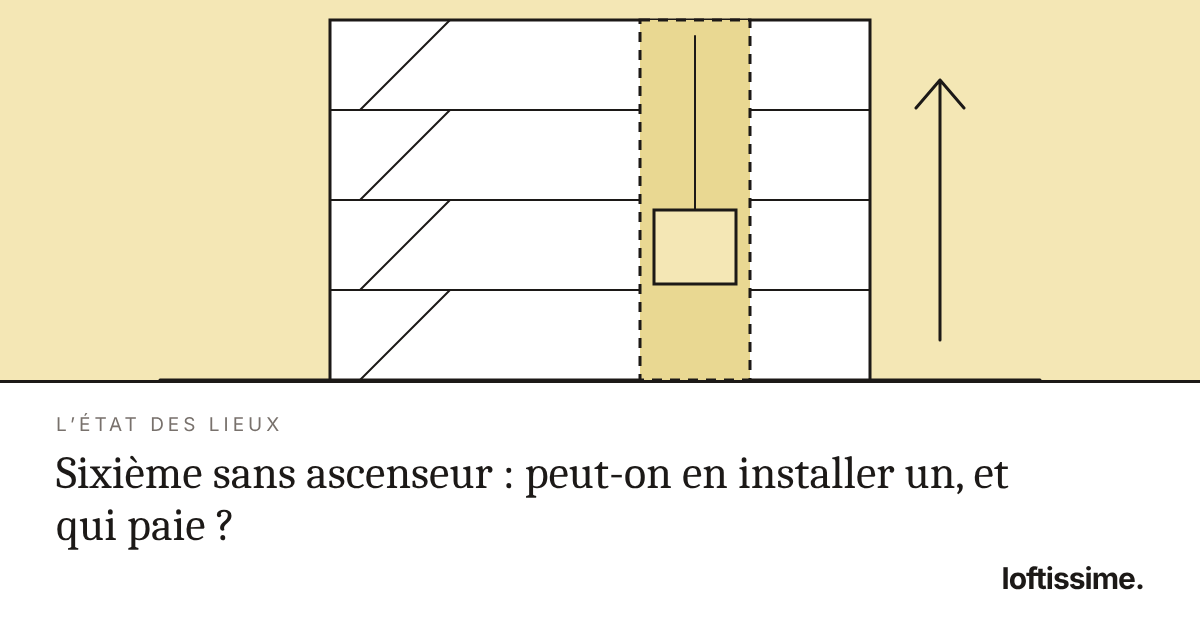 L’ÉTAT DES LIEUX
Sixième sans ascenseur : peut-on en installer un, et
qui paie ?
loftissime.